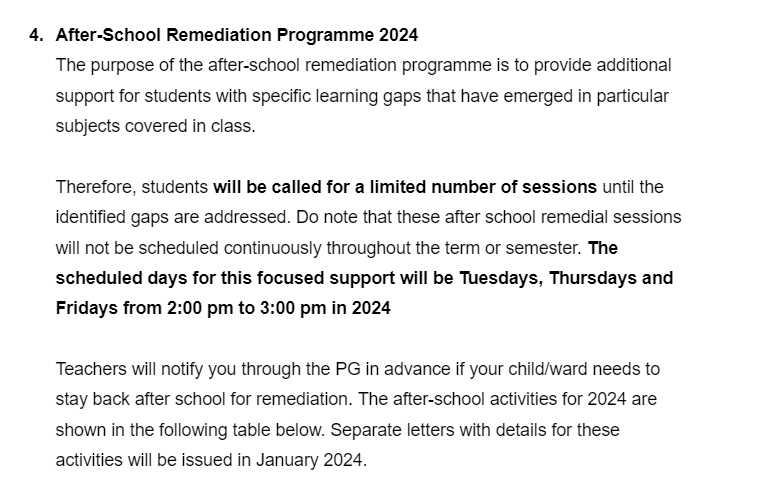 4. After-School Remediation Programme 2024
The purpose of the after-school remediation programme is to provide additional
support for students with specific learning gaps that have emerged in particular
subjects covered in class.
Therefore, students will be called for a limited number of sessions until the
identified gaps are addressed. Do note that these after school remedial sessions
will not be scheduled continuously throughout the term or semester. The
scheduled days for this focused support will be Tuesdays, Thursdays and
Fridays from 2:00 pm to 3:00 pm in 2024
Teachers will notify you through the PG in advance if your child/ward needs to
stay back after school for remediation. The after-school activities for 2024 are
shown in the following table below. Separate letters with details for these
activities will be issued in January 2024.